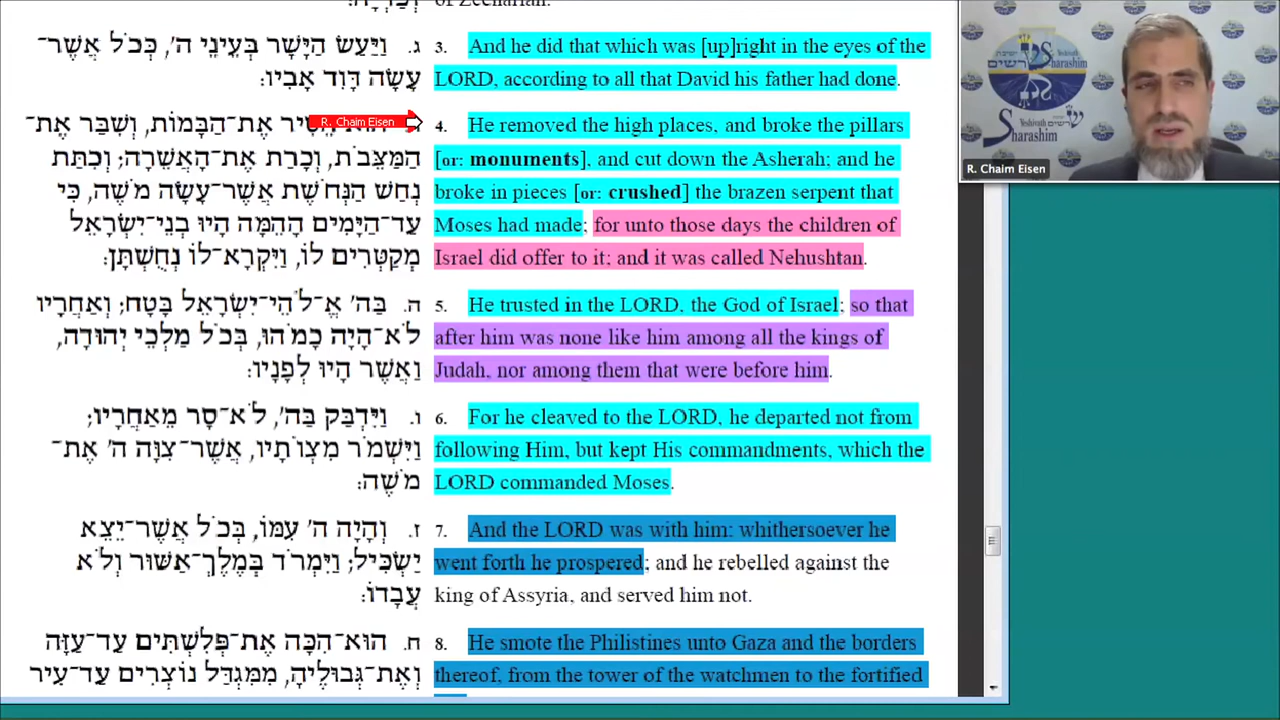 וּכְרִיָּה:
of Zechariah.
ג. וַיַּעַשׂ הַיָּשָׁר בְּעֵינֵי ה', כְּכֹל אֲשֶׁר־
עָשָׂה דָּוִד אָבִיו:
3. And he did that which was [up]right in the eyes of the
LORD, according to all that David his father had done.
הֵסִיר אֶת־הַבָּמוֹת, וְשִׁבַּר אֶת־
הַמַּצֵּבֹת, וְכָרַת אֶת־הָאֲשֵׁרָה; וְכִתַּת
נְחַשׁ הַנְּחֹשֶׁת אֲשֶׁר־עָשָׂה מֹשֶׁה, כִּי
עַד־הַיָּמִים הָהֵמָּה הָיוּ בְנֵי־יִשְׂרָאֵל
מְקַטְּרִים לוֹ, וַיִּקְרָא־לוֹ נְחֻשְׁתָּן:
R. Chaim Eisen
4. He removed the high places, and broke the pillars
[or: monuments], and cut down the Asherah; and he
broke in pieces [or: crushed] the brazen serpent that
Moses had made; for unto those days the children of
Israel did offer to it; and it was called Nehushtan.
ה. בַּה' אֱ־לֹהֵי־יִשְׂרָאֵל בָּטָח; וְאַחֲרָיו
לֹא־הָיָה כָמֹהוּ, בְּכֹל מַלְכֵי יְהוּדָה,
וַאֲשֶׁר הָיוּ לְפָנָיו:
5. He trusted in the LORD, the God of Israel; so that
after him was none like him among all the kings of
Judah, nor among them that were before him.
ו. וַיִּדְבַּק בַּה', לֹא־סָר מֵאַחֲרָיו;
וַיִּשְׁמֹר מִצְוֹתָיו, אֲשֶׁר־צִוָּה ה' אֶת־
מֹשֶׁה:
6. For he cleaved to the LORD, he departed not from
following Him, but kept His commandments, which the
LORD commanded Moses.
ז. וְהָיָה ה' עִמּוֹ, בְּכֹל אֲשֶׁר־יֵצֵא
יַשְׂכִּיל; וַיִּמְרֹד בְּמֶלֶךְ־אַשּׁוּר וְלֹא
עֲבָדוֹ:
7. And the LORD was with him: whithersoever he
went forth he prospered; and he rebelled against the
king of Assyria, and served him not.
ח. הוּא־הִכָּה אֶת־פְּלִשְׁתִּים עַד־עַזָּה
וְאֶת־גְּבוּלֶיהָ, מִמִּגְדַּל נוֹצְרִים עַד־עִיר
8. He smote the Philistines unto Gaza and the borders
thereof, from the tower of the watchmen to the fortified
Yeshivath
Sharashim
ישיבת
שרשים
R. Chaim Eisen